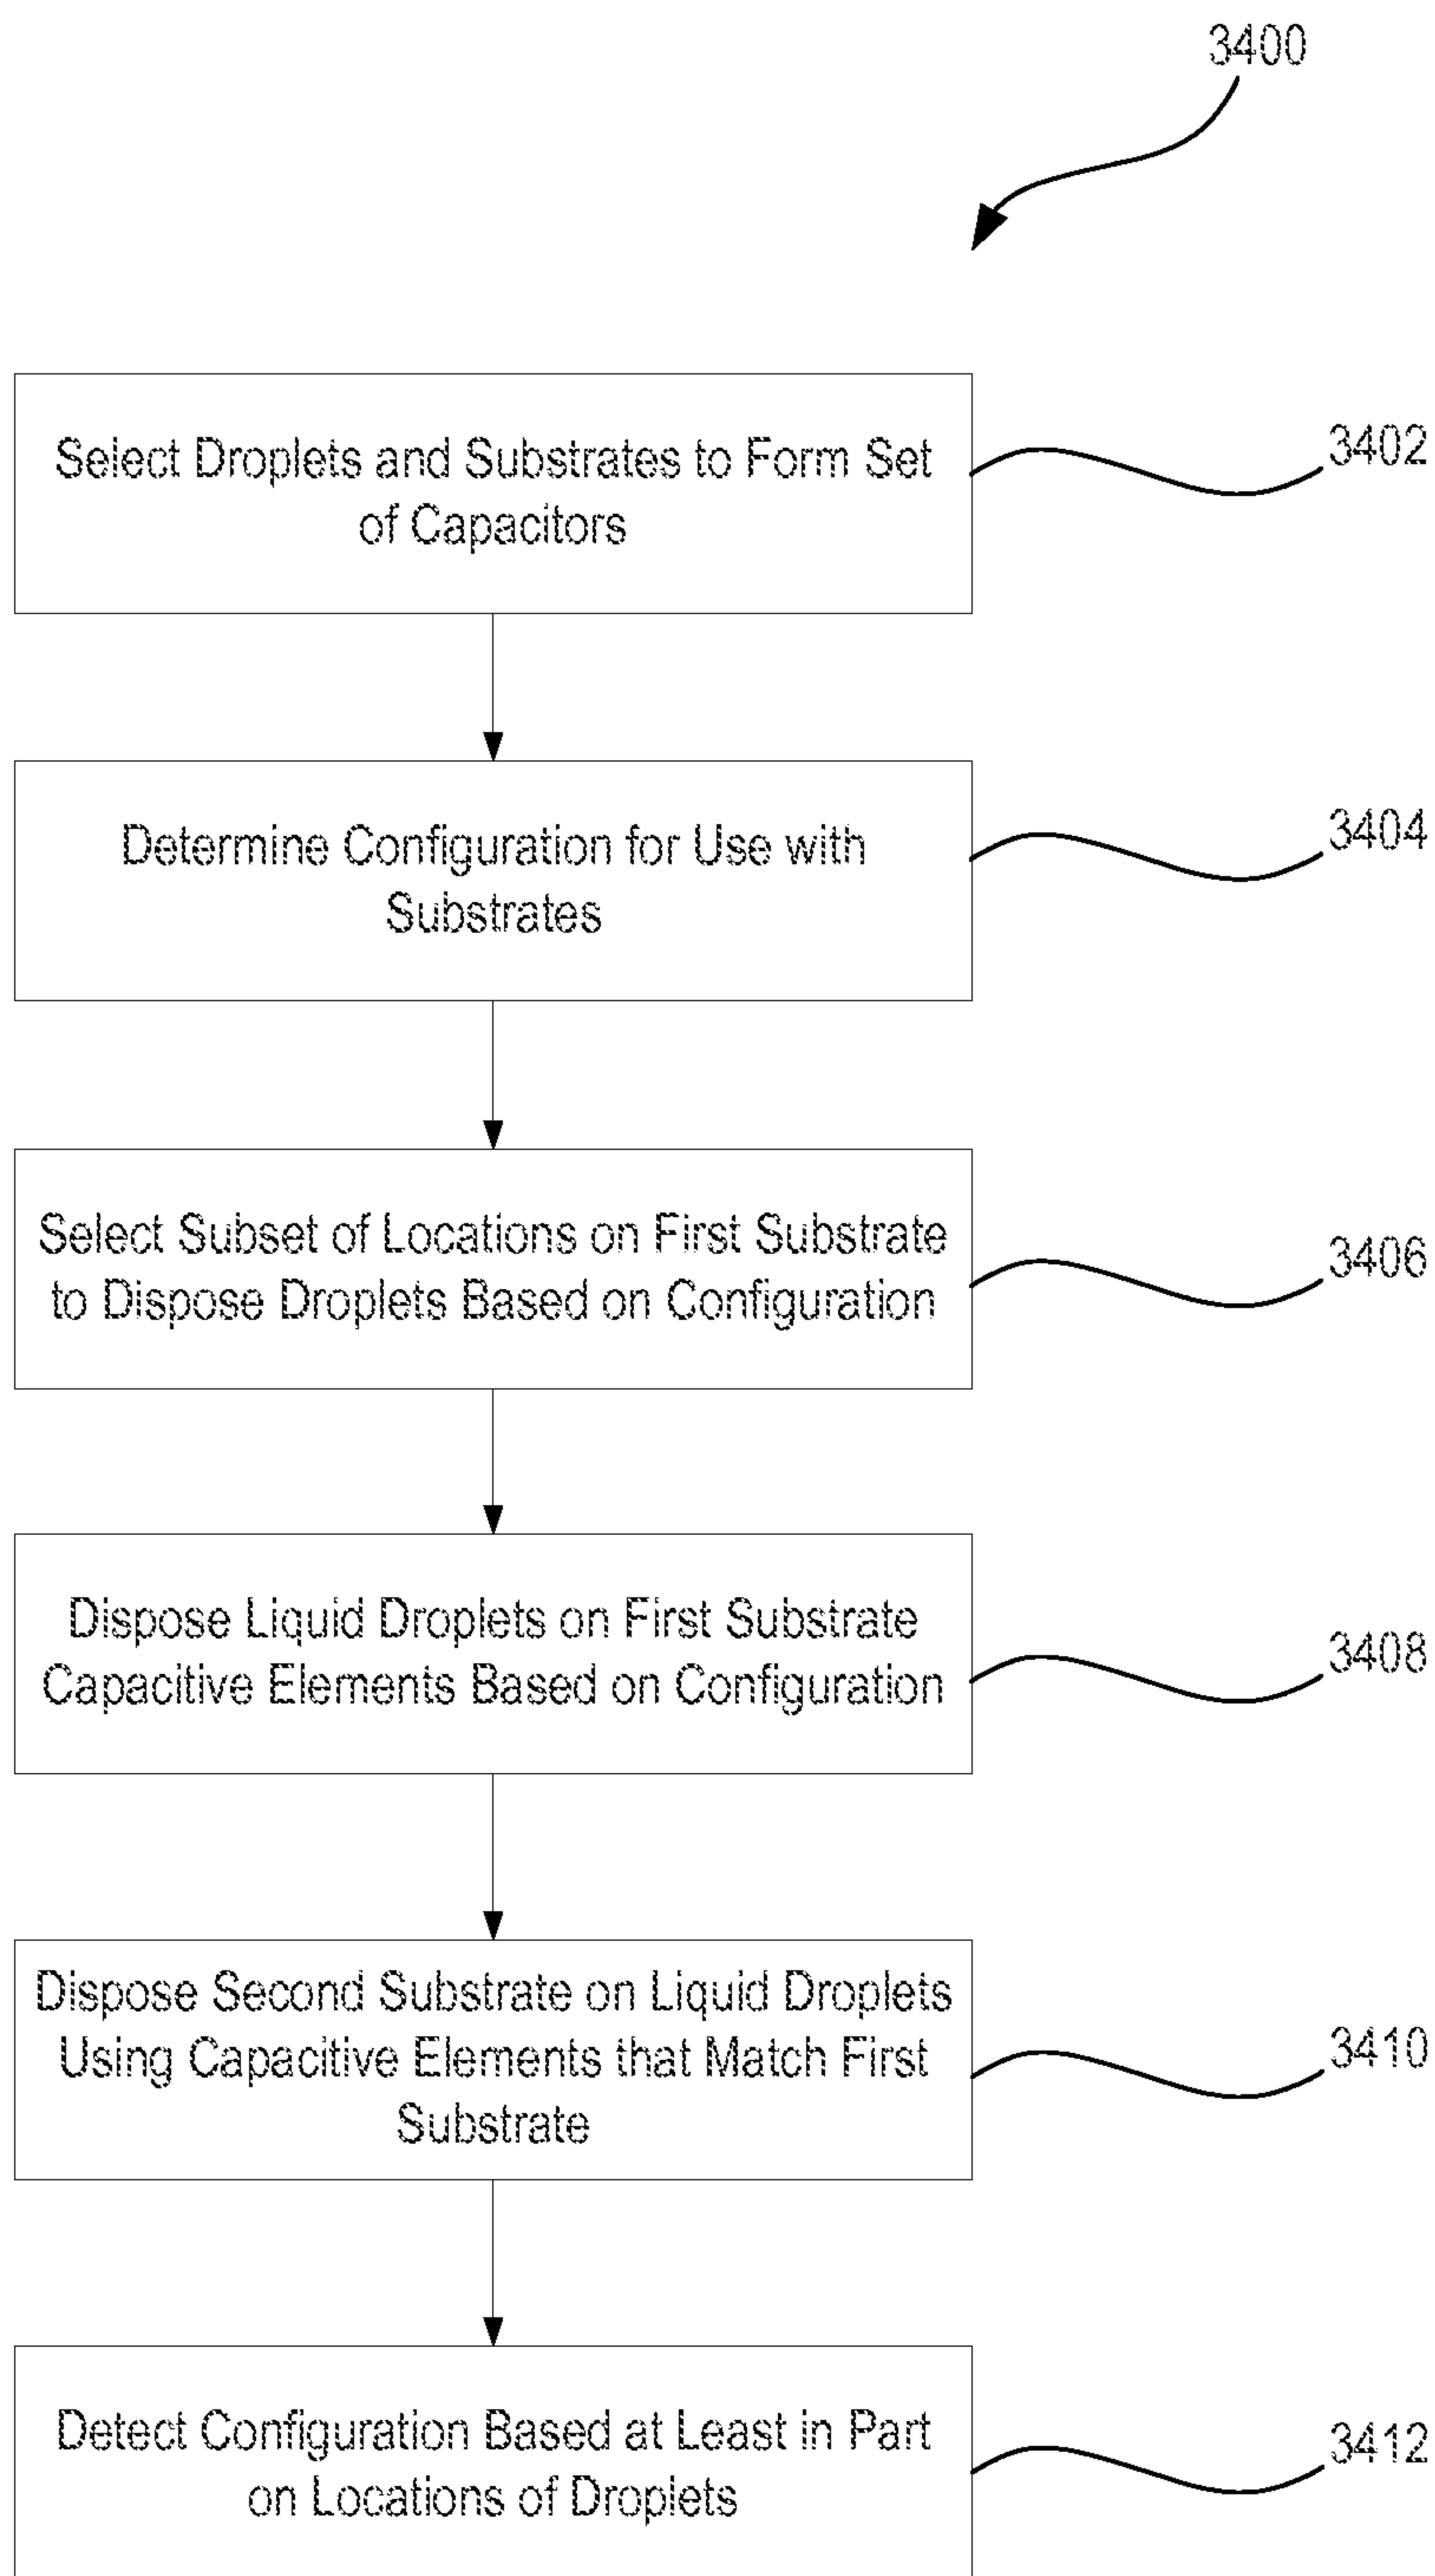 3400
Select Droplets and Substrates to Form Set
of Capacitors
3402
Determine Configuration for Use with
Substrates
3404
Select Subset of Locations on First Substrate
to Dispose Droplets Based on Configuration
3406
Dispose Liquid Droplets on First Substrate
Capacitive Elements Based on Configuration
3408
Dispose Second Substrate on Liquid Droplets
Using Capacitive Elements that Match First
Substrate
3410
Detect Configuration Based at Least in Part
on Locations of Droplets
3412